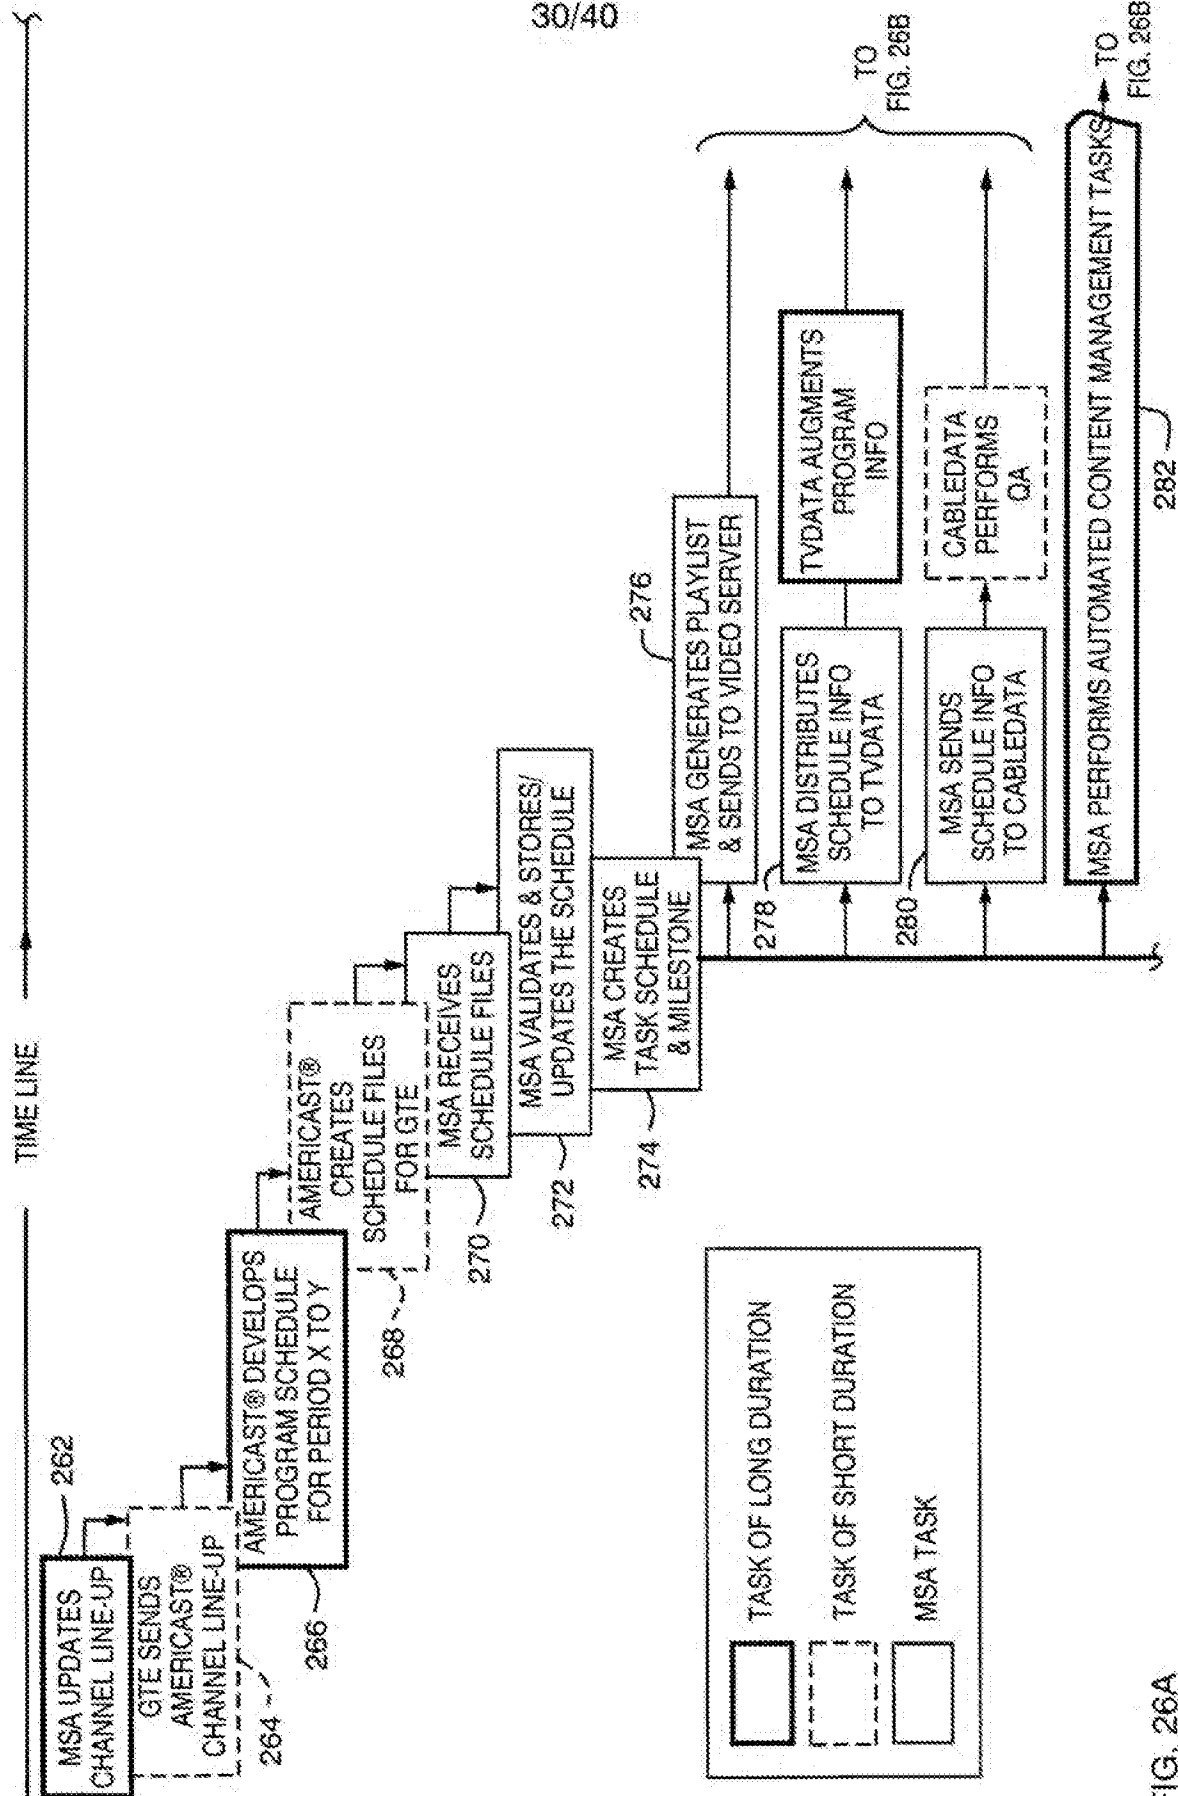 30/40
TIME LINE
262
MSA UPDATES
CHANNEL LINE-UP
GTE SENDS
AMERICAST®
CHANNEL LINE-UP
264
AMERICAST® DEVELOPS
PROGRAM SCHEDULE
FOR PERIOD X TO Y
266
AMERICAST®
CREATES
SCHEDULE FILES
FOR GTE
268
MSA RECEIVES
SCHEDULE FILES
270
MSA VALIDATES & STORES/
UPDATES THE SCHEDULE
272
MSA CREATES
TASK SCHEDULE
& MILESTONE
274
276
MSA GENERATES PLAYLIST
& SENDS TO VIDEO SERVER
278
MSA DISTRIBUTES
SCHEDULE INFO
TO TVDATA
TVDATA AUGMENTS
PROGRAM
INFO
280
MSA SENDS
SCHEDULE INFO
TO CABLEDATA
CABLEDATA
PERFORMS
QA
TO
FIG. 26B
MSA PERFORMS AUTOMATED CONTENT MANAGEMENT TASKS
TO
FIG. 26B
282
TASK OF LONG DURATION
TASK OF SHORT DURATION
MSA TASK
FIG. 26A